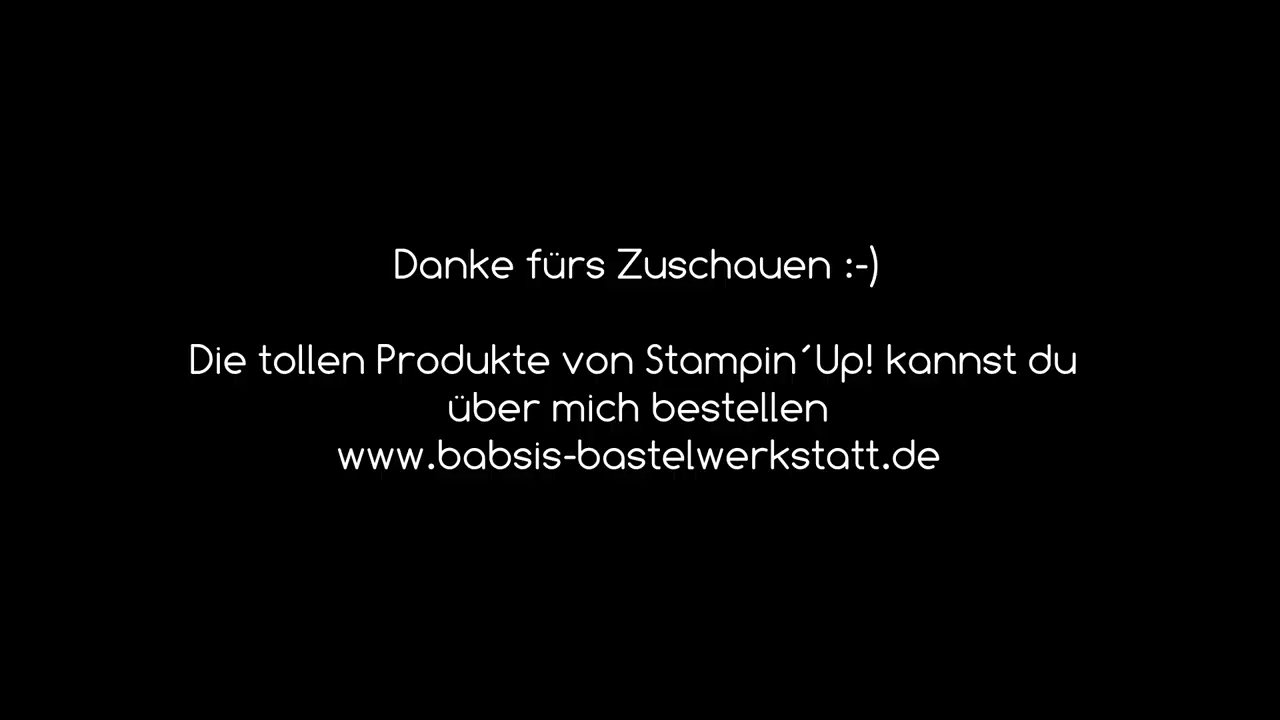 Danke fürs Zuschauen :-)
Die tollen Produkte von Stampin´Up! kannst du
über mich bestellen
www.babsis-bastelwerkstatt.de